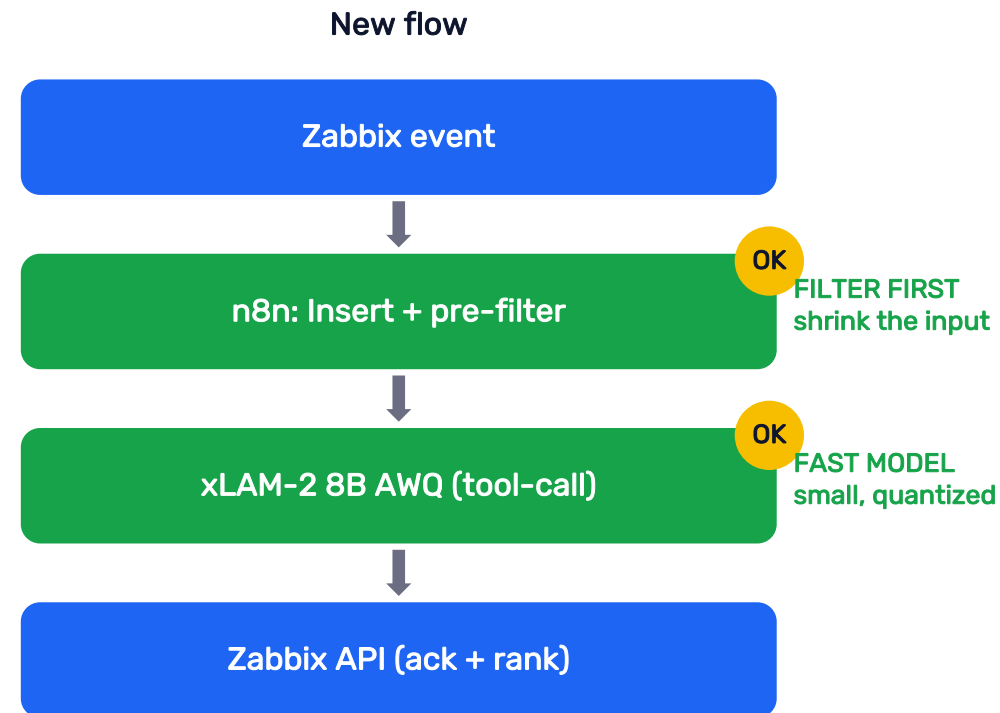 New flow
Zabbix event
n8n: Insert + pre-filter
OK
FILTER FIRST
shrink the input
xLAM-2 8B AWQ (tool-call)
OK
FAST MODEL
small, quantized
Zabbix API (ack + rank)